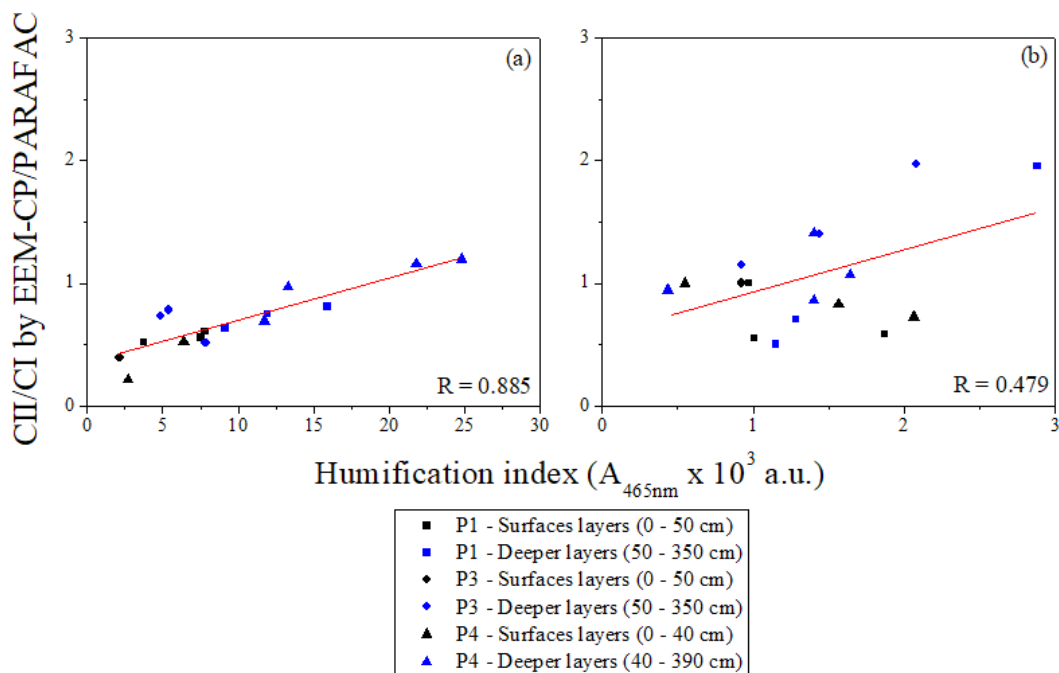 CII/CI by EEM-CP/PARAFAC
3
2
1
0
(a)
R = 0.885
0 5 10 15 20 25 30
3
2
1
0
(b)
R = 0.479
0 1 2 3
Humification index (A465nm x 10³ a.u.)
P1 - Surfaces layers (0 - 50 cm)
P1 - Deeper layers (50 - 350 cm)
P3 - Surfaces layers (0 - 50 cm)
P3 - Deeper layers (50 - 350 cm)
P4 - Surfaces layers (0 - 40 cm)
P4 - Deeper layers (40 - 390 cm)